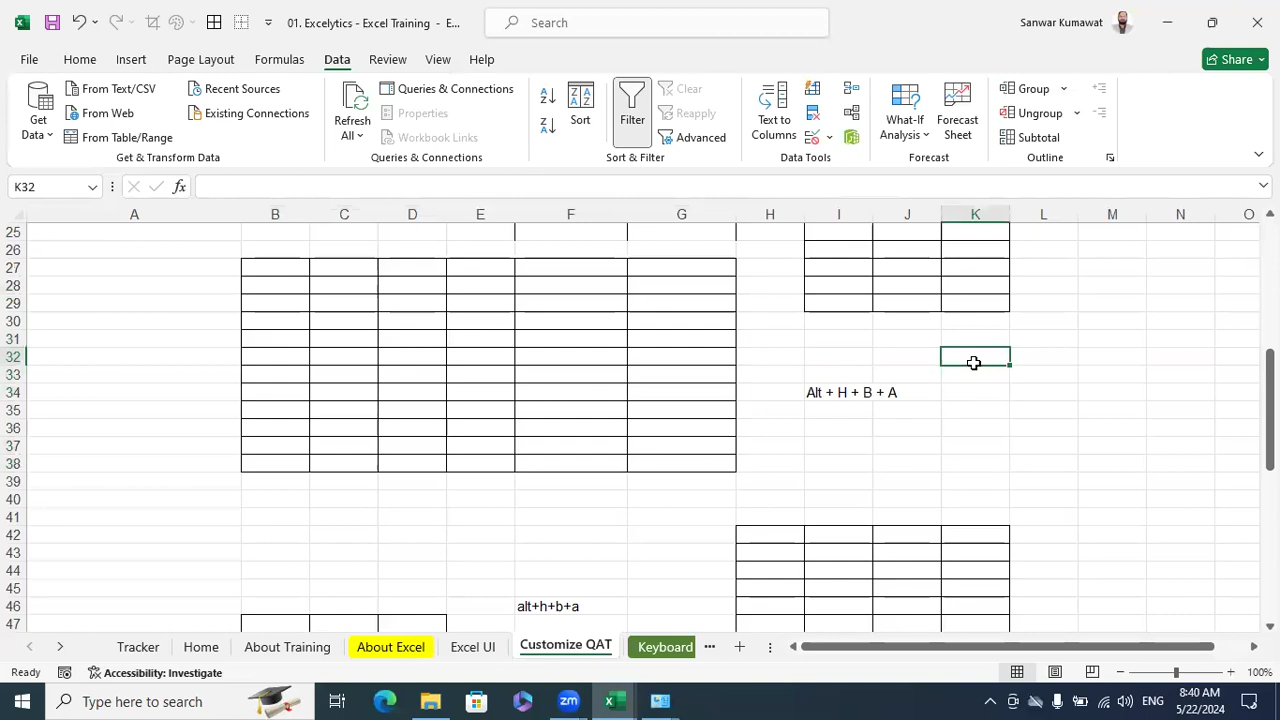 01. Excelytics - Excel Training - E...
Search
Sanwar Kumawat
File Home Insert Page Layout Formulas Data Review View Help
Share
Get Data
From Text/CSV
From Web
From Table/Range
Recent Sources
Existing Connections
Get & Transform Data
Refresh All
Queries & Connections
Properties
Workbook Links
Queries & Connections
Sort
Filter
Clear
Reapply
Advanced
Sort & Filter
Text to Columns
Data Tools
What-If Analysis
Forecast Sheet
Forecast
Group
Ungroup
Subtotal
Outline
K32
fx
A B C D E F G H I J K L M N O
25
26
27
28
29
30
31
32
33
34 Alt + H + B + A
35
36
37
38
39
40
41
42
43
44
45
46 alt+h+b+a
47
Tracker Home About Training About Excel Excel UI Customize QAT Keyboard
Ready Accessibility: Investigate 100%
Type here to search
ENG
8:40 AM
5/22/2024